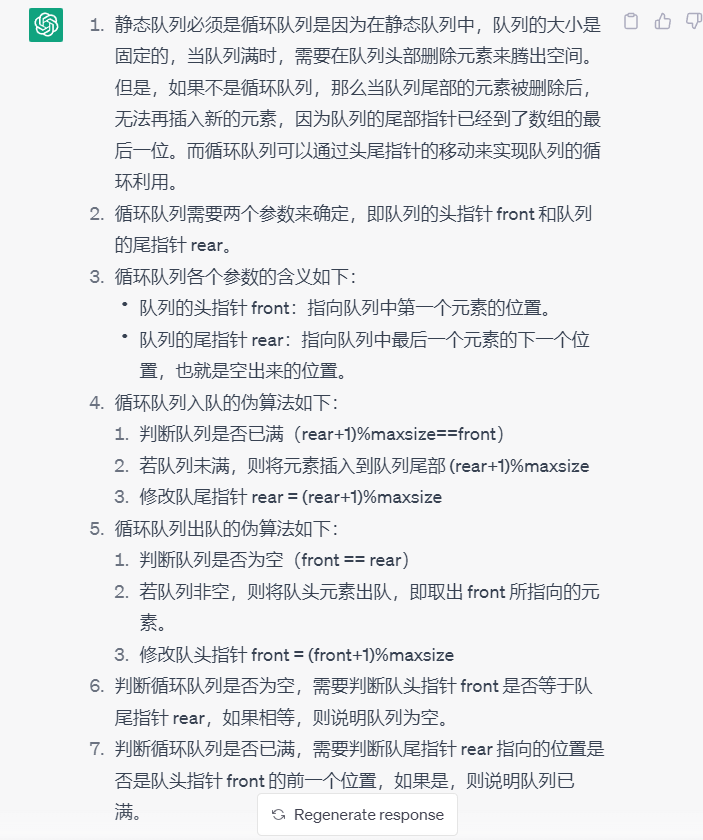 1. 静态队列必须是循环队列是因为在静态队列中，队列的大小是
固定的，当队列满时，需要在队列头部删除元素来腾出空间。
但是，如果不是循环队列，那么当队列尾部的元素被删除后，
无法再插入新的元素，因为队列的尾部指针已经到了数组的最
后一位。而循环队列可以通过头尾指针的移动来实现队列的循
环利用。
2. 循环队列需要两个参数来确定，即队列的头指针 front 和队列
的尾指针 rear。
3. 循环队列各个参数的含义如下：
• 队列的头指针 front：指向队列中第一个元素的位置。
• 队列的尾指针 rear：指向队列中最后一个元素的下一个位
置，也就是空出来的位置。
4. 循环队列入队的伪算法如下：
1. 判断队列是否已满（rear+1)%maxsize==front）
2. 若队列未满，则将元素插入到队列尾部 (rear+1)%maxsize
3. 修改队尾指针 rear = (rear+1)%maxsize
5. 循环队列出队的伪算法如下：
1. 判断队列是否为空（front == rear）
2. 若队列非空，则将队头元素出队，即取出 front 所指向的元
素。
3. 修改队头指针 front = (front+1)%maxsize
6. 判断循环队列是否为空，需要判断队头指针 front 是否等于队
尾指针 rear，如果相等，则说明队列为空。
7. 判断循环队列是否已满，需要判断队尾指针 rear 指向的位置是
否是队头指针 front 的前一个位置，如果是，则说明队列已
满。
Regenerate response